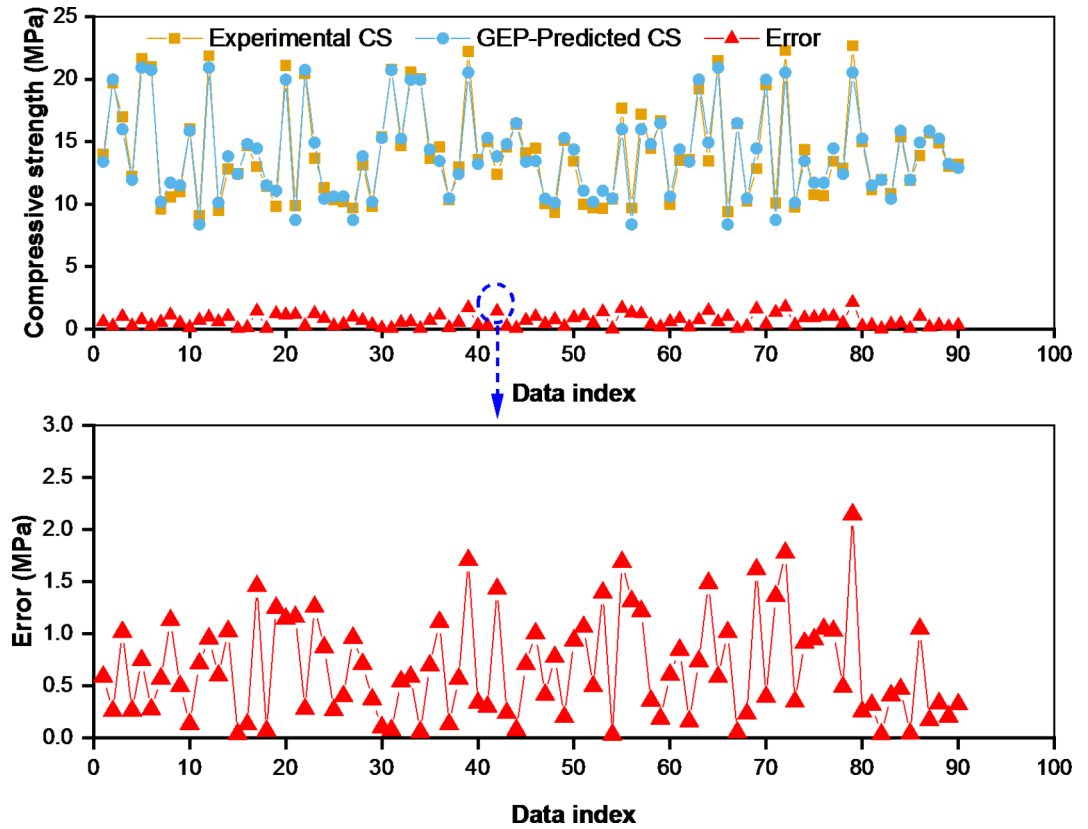 Compressive strength (MPa)
25
20
15
10
5
0
Experimental CS GEP-Predicted CS Error
0 10 20 30 40 50 60 70 80 90 100
Data index
Error (MPa)
3.0
2.5
2.0
1.5
1.0
0.5
0.0
0 10 20 30 40 50 60 70 80 90 100
Data index